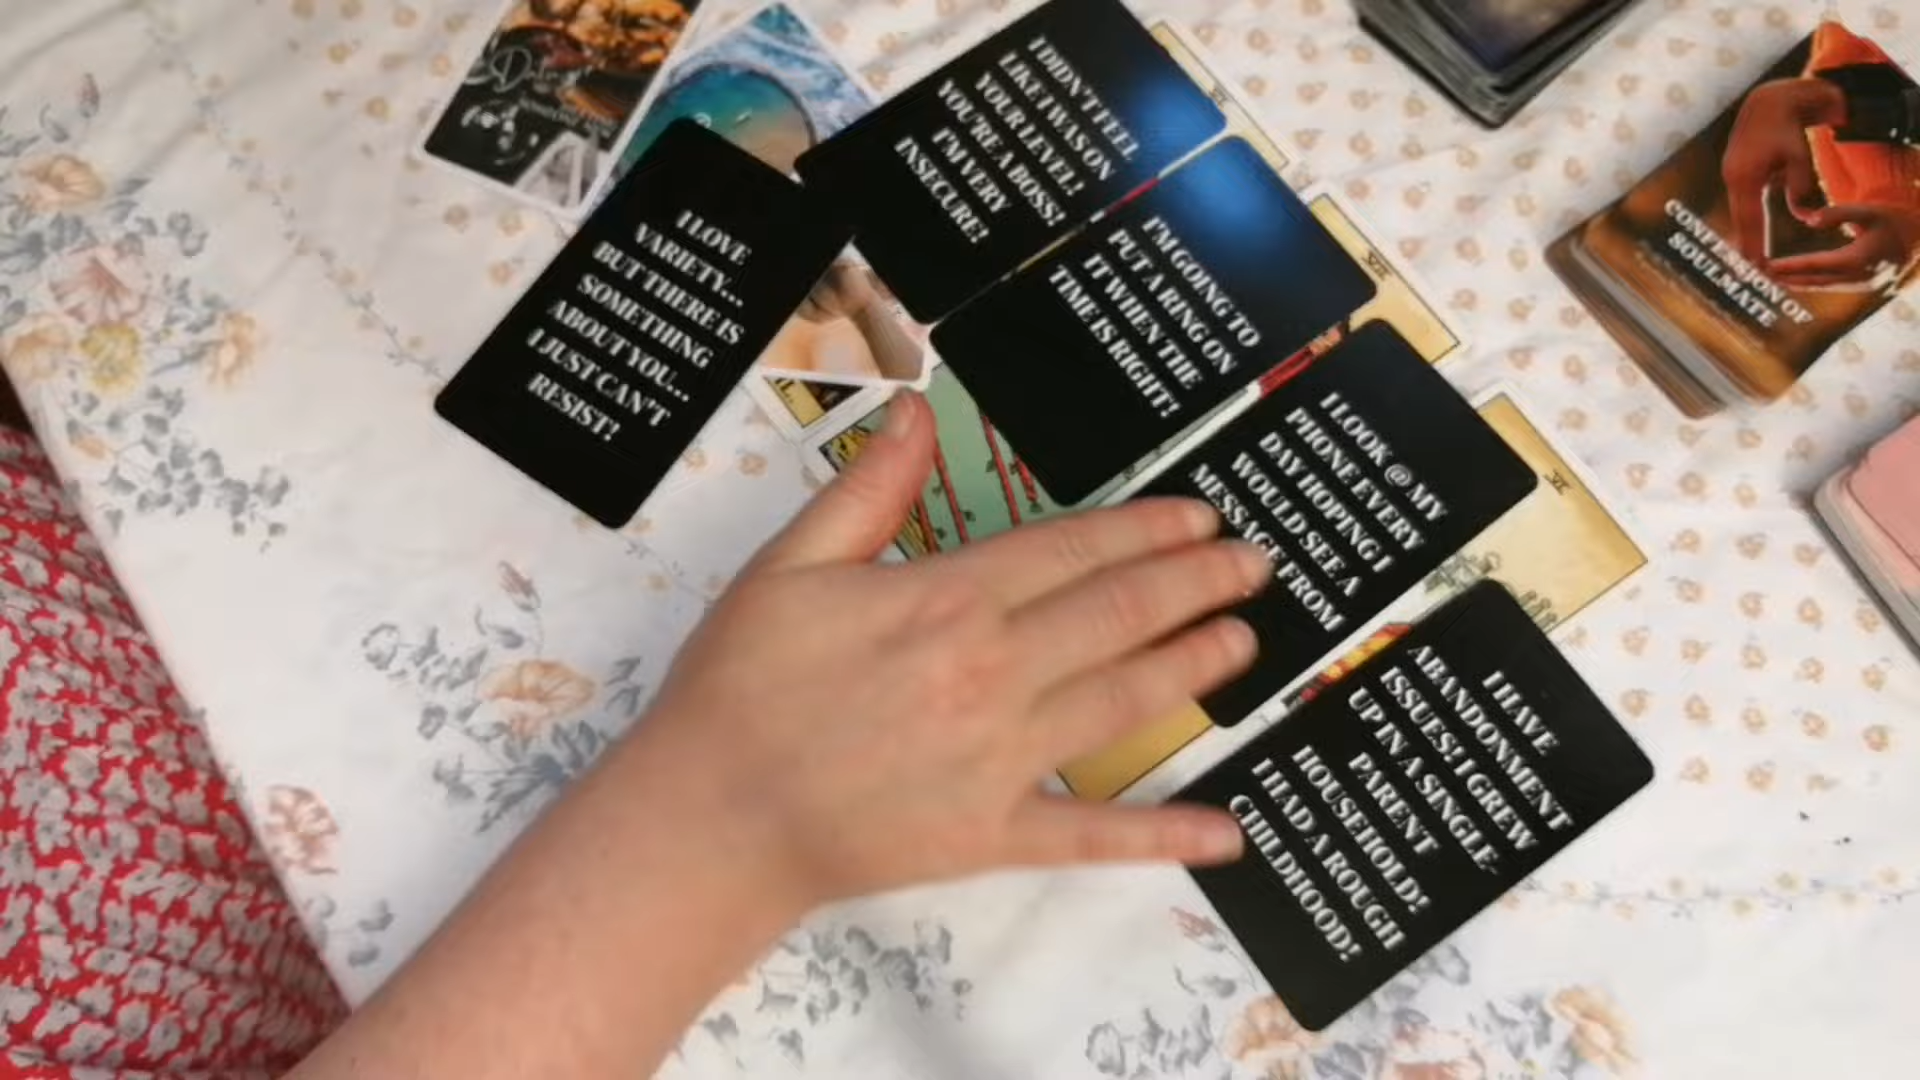 I DIDN'T FEEL
LIKE I WAS ON
YOUR LEVEL!
YOU'RE A BOSS!
I'M VERY
INSECURE!
I LOVE
VARIETY...
BUT THERE IS
SOMETHING
ABOUT YOU...
I JUST CAN'T
RESIST!
I'M GOING TO
PUT A RING ON
IT WHEN THE
TIME IS RIGHT!
I LOOK @ MY
PHONE EVERY
DAY HOPING I
WOULD SEE A
MESSAGE FROM
I HAVE
ABANDONMENT
ISSUES! I GREW
UP IN A SINGLE-
PARENT
HOUSEHOLD!
I HAD A ROUGH
CHILDHOOD!
CONFESSION OF
SOULMATE
VII
VI